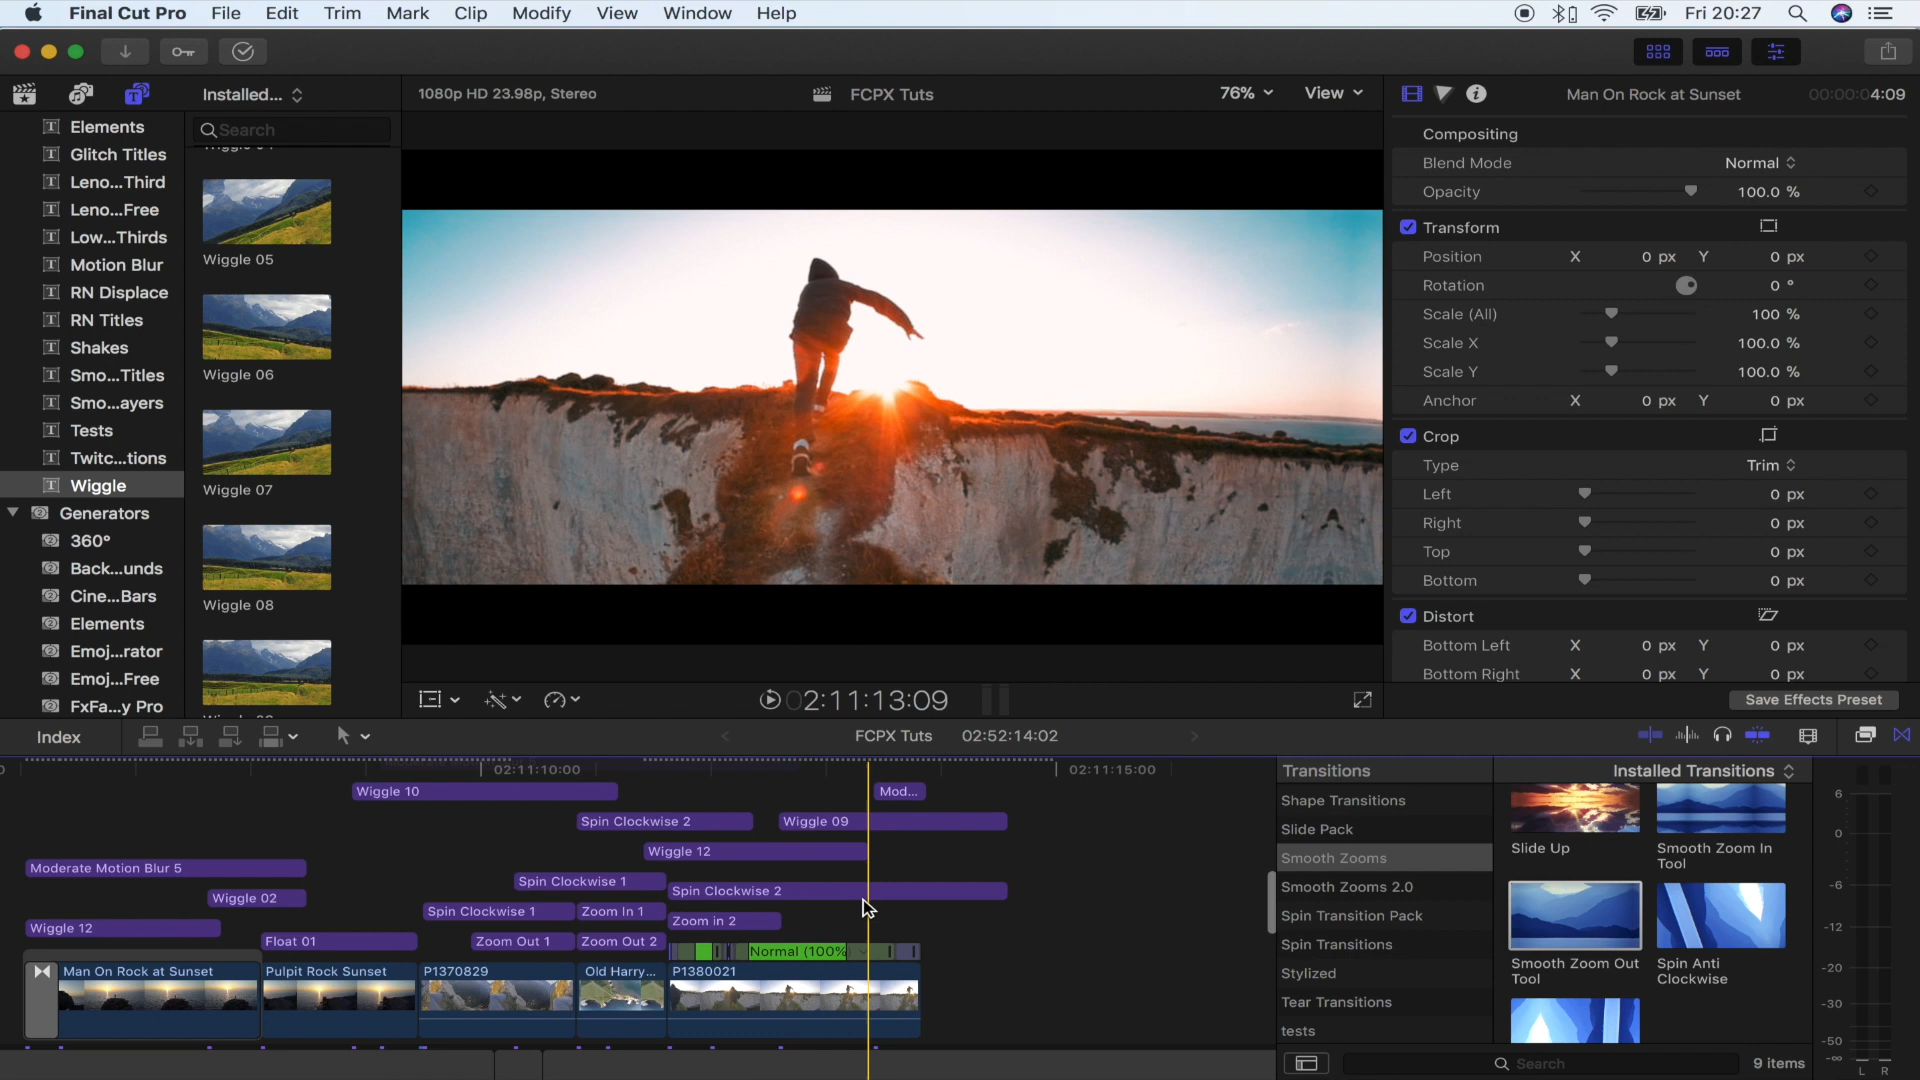 Final Cut Pro File Edit Trim Mark Clip Modify View Window Help Fri 20:27
Installed... 1080p HD 23.98p, Stereo FCPX Tuts 76% View Man On Rock at Sunset 00:00:04:09
Search
Elements
Glitch Titles
Leno...Third
Leno...Free
Low...Thirds
Motion Blur
RN Displace
RN Titles
Shakes
Smo...Titles
Smo...ayers
Tests
Twitc...tions
Wiggle
Generators
360°
Back...unds
Cine...Bars
Elements
Emoj...rator
Emoj...Free
FxFa...y Pro
Wiggle 05
Wiggle 06
Wiggle 07
Wiggle 08
Compositing
Blend Mode Normal
Opacity 100.0 %
Transform
Position X 0 px Y 0 px
Rotation 0 °
Scale (All) 100 %
Scale X 100.0 %
Scale Y 100.0 %
Anchor X 0 px Y 0 px
Crop
Type Trim
Left 0 px
Right 0 px
Top 0 px
Bottom 0 px
Distort
Bottom Left X 0 px Y 0 px
Bottom Right X 0 px Y 0 px
02:11:13:09
Save Effects Preset
Index FCPX Tuts 02:52:14:02
02:11:10:00 02:11:15:00
Wiggle 10 Mod...
Spin Clockwise 2 Wiggle 09
Wiggle 12
Moderate Motion Blur 5
Spin Clockwise 1 Spin Clockwise 2
Wiggle 02
Spin Clockwise 1 Zoom In 1 Zoom in 2
Wiggle 12
Float 01 Zoom Out 1 Zoom Out 2
Normal (100%
Man On Rock at Sunset Pulpit Rock Sunset P1370829 Old Harry... P1380021
Transitions
Shape Transitions
Slide Pack
Smooth Zooms
Smooth Zooms 2.0
Spin Transition Pack
Spin Transitions
Stylized
Tear Transitions
tests
Installed Transitions
Slide Up
Smooth Zoom In Tool
Smooth Zoom Out Tool
Spin Anti Clockwise
Search 9 items
6
0
-6
-12
-20
-30
-50
-∞
L R